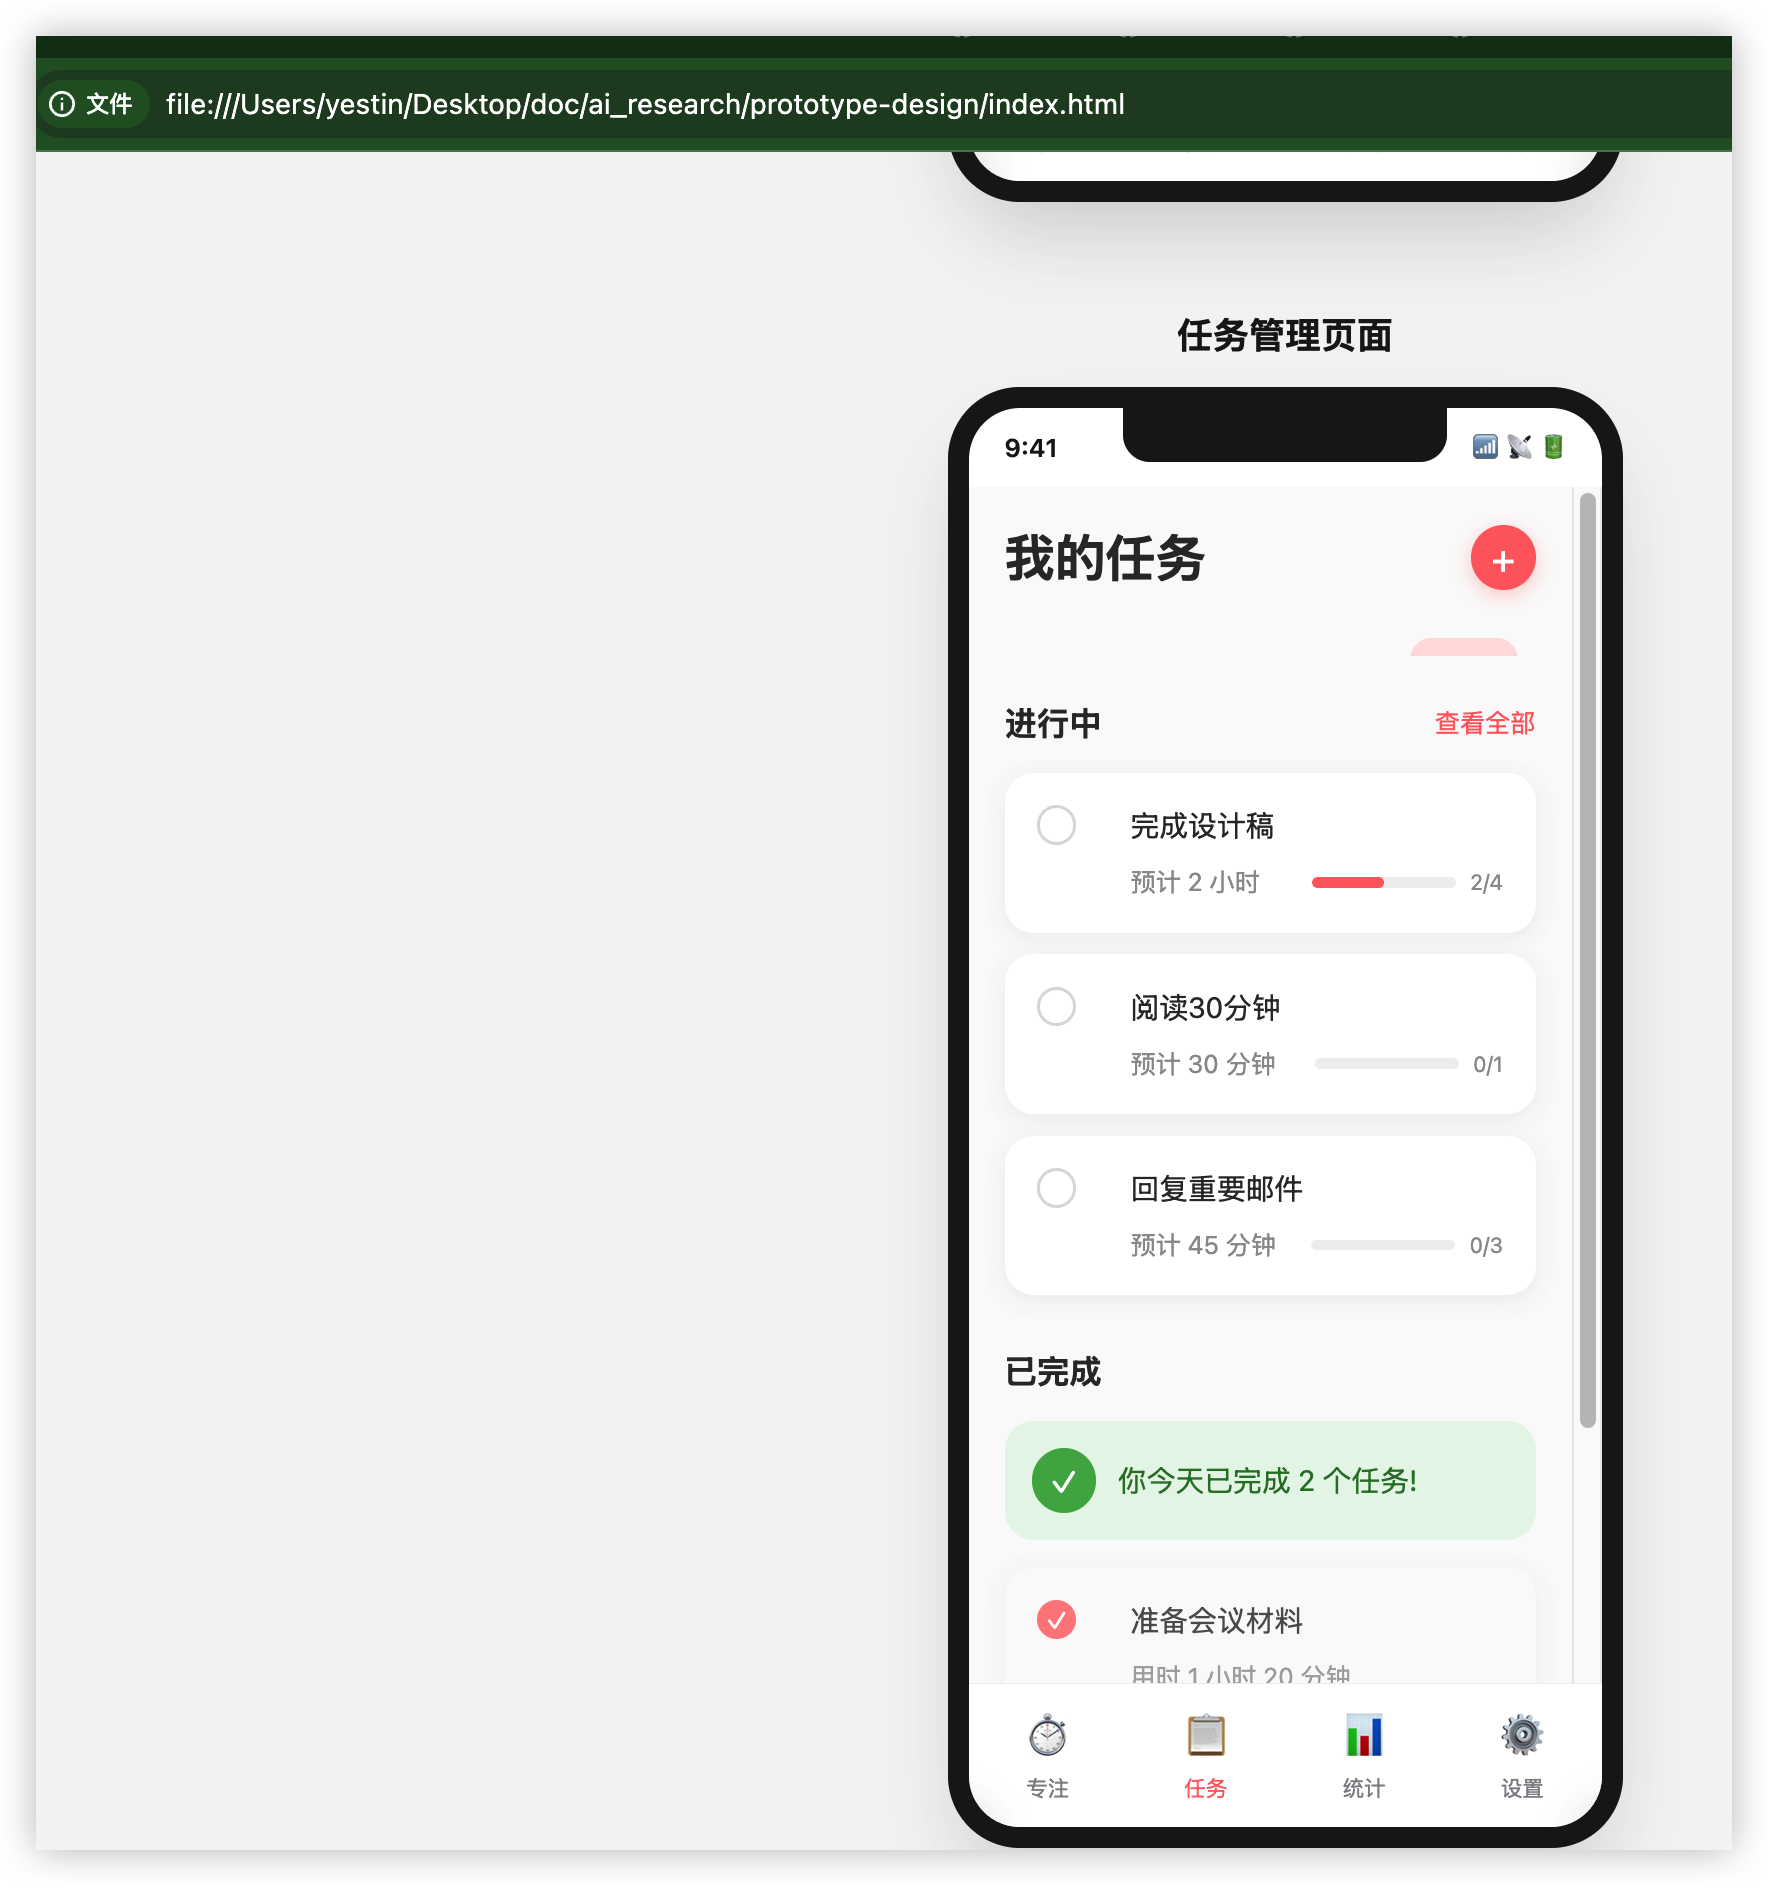 文件 file:///Users/yestin/Desktop/doc/ai_research/prototype-design/index.html
任务管理页面
9:41
我的任务
+
进行中 查看全部
完成设计稿
预计 2 小时 2/4
阅读30分钟
预计 30 分钟 0/1
回复重要邮件
预计 45 分钟 0/3
已完成
你今天已完成 2 个任务!
准备会议材料
用时 1 小时 20 分钟
专注 任务 统计 设置